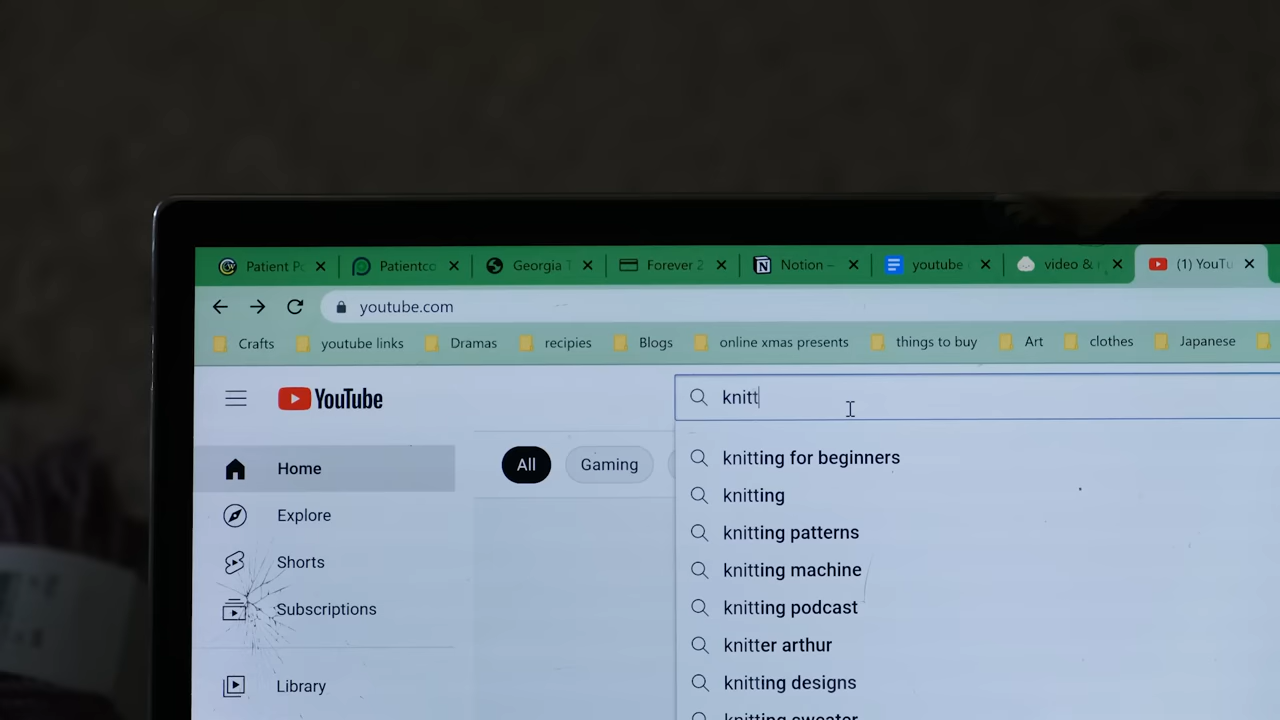 Patient Patientco Georgia Forever 2 Notion – youtube video & (1) YouTu
youtube.com
Crafts youtube links Dramas recipies Blogs online xmas presents things to buy Art clothes Japanese
YouTube
knitt
Home
Explore
Shorts
Subscriptions
Library
All Gaming
knitting for beginners
knitting
knitting patterns
knitting machine
knitting podcast
knitter arthur
knitting designs
knitting sweater